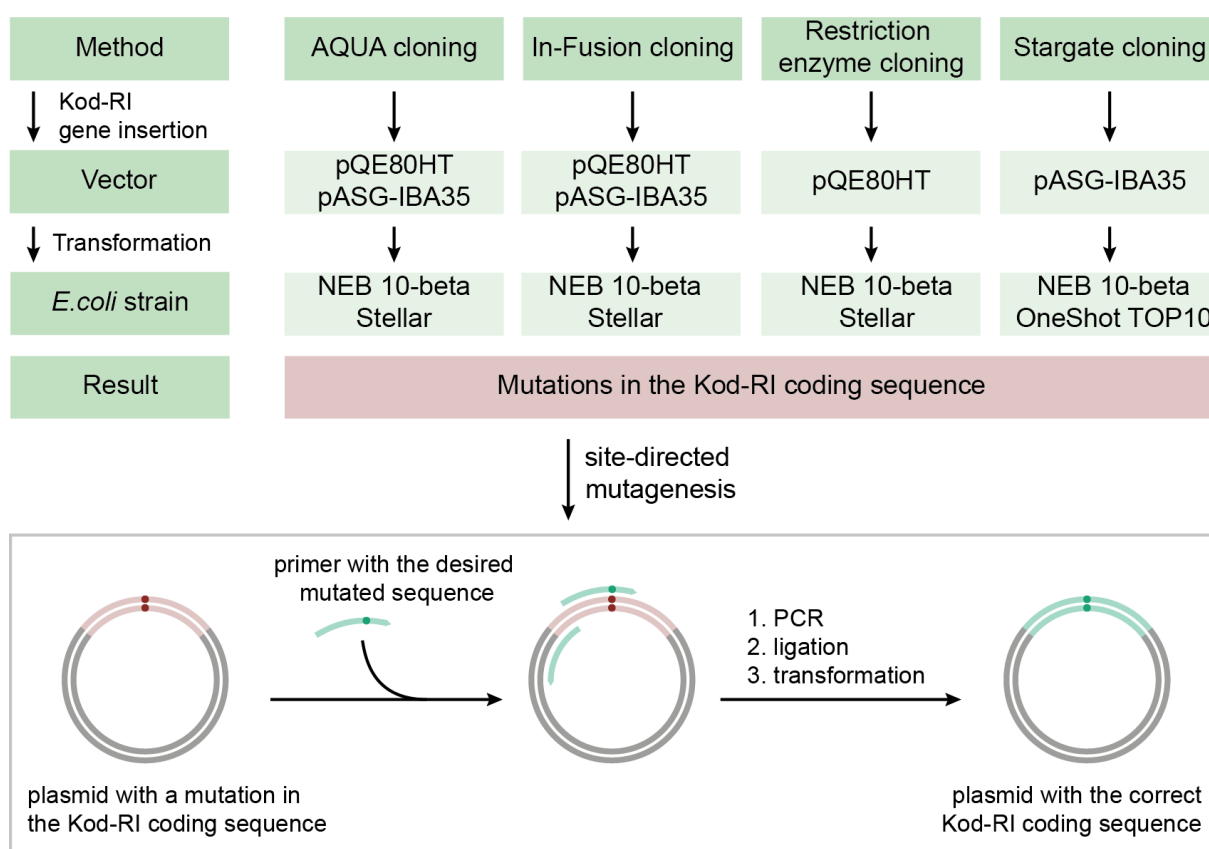 Method
AQUA cloning
In-Fusion cloning
Restriction
enzyme cloning
Stargate cloning
Kod-RI
gene insertion
Vector
pQE80HT
pASG-IBA35
pQE80HT
pASG-IBA35
pQE80HT
pASG-IBA35
Transformation
E.coli strain
NEB 10-beta
Stellar
NEB 10-beta
Stellar
NEB 10-beta
Stellar
NEB 10-beta
OneShot TOP10
Result
Mutations in the Kod-RI coding sequence
site-directed
mutagenesis
primer with the desired
mutated sequence
1. PCR
2. ligation
3. transformation
plasmid with a mutation in
the Kod-RI coding sequence
plasmid with the correct
Kod-RI coding sequence